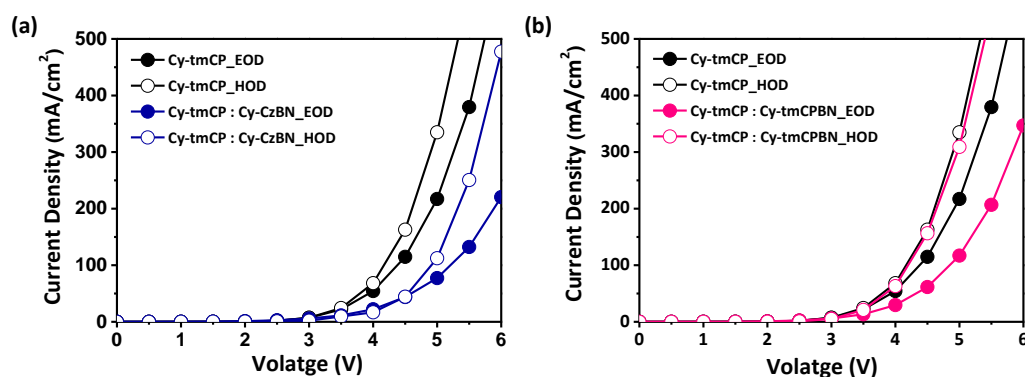 (a)
500
400
300
200
100
0
Current Density (mA/cm²)
Cy-tmCP_EOD
Cy-tmCP_HOD
Cy-tmCP : Cy-CzBN_EOD
Cy-tmCP : Cy-CzBN_HOD
0 1 2 3 4 5 6
Volatge (V)
(b)
500
400
300
200
100
0
Current Density (mA/cm²)
Cy-tmCP_EOD
Cy-tmCP_HOD
Cy-tmCP : Cy-tmCPBN_EOD
Cy-tmCP : Cy-tmCPBN_HOD
0 1 2 3 4 5 6
Volatge (V)